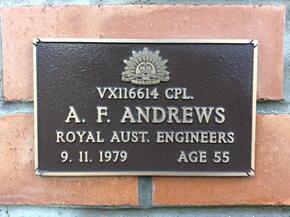 VX116614 CPL.
A. F. ANDREWS
ROYAL AUST. ENGINEERS
9. 11. 1979 AGE 55